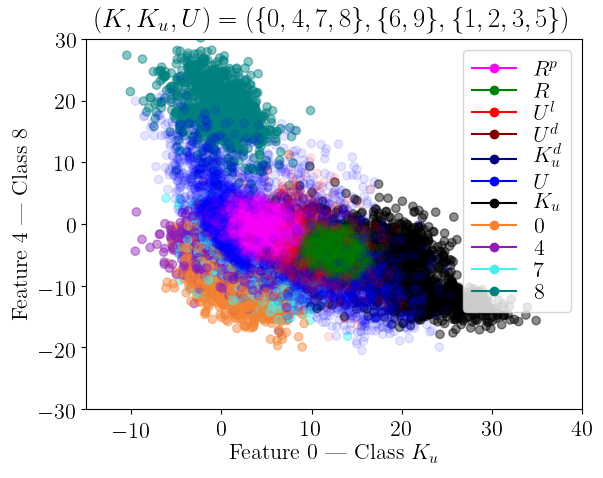 (K, K_u, U) = ({0, 4, 7, 8}, {6, 9}, {1, 2, 3, 5})
30
20
10
0
−10
−20
−30
Feature 4 — Class 8
−10 0 10 20 30 40
Feature 0 — Class K_u
R^p
R
U^l
U^d
K_u^d
U
K_u
0
4
7
8